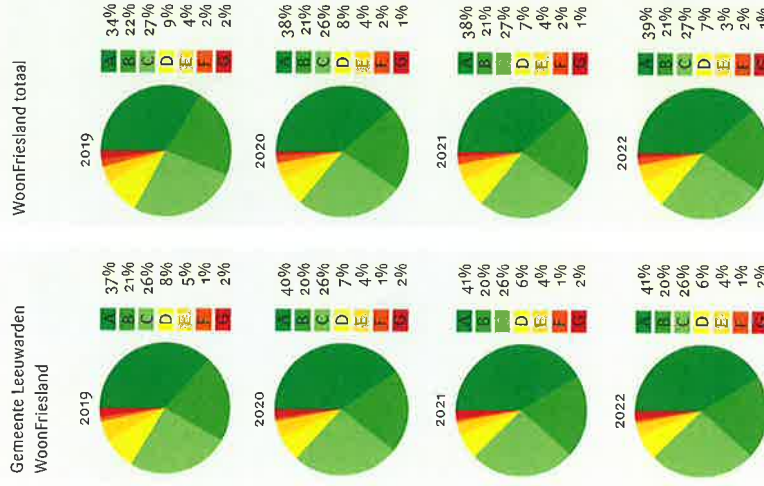 Gemeente Leeuwarden
WoonFriesland
2019
A 37%
B 21%
C 26%
D 8%
E 5%
F 1%
G 2%
2020
A 40%
B 20%
C 26%
D 7%
E 4%
F 1%
G 2%
2021
A 41%
B 20%
26%
D 6%
E 4%
F 1%
G 2%
2022
A 41%
B 20%
C 26%
D 6%
E 4%
F 1%
G 2%
WoonFriesland totaal
2019
A 34%
B 22%
C 27%
D 9%
E 4%
F 2%
G 2%
2020
A 38%
B 21%
C 26%
D 8%
E 4%
F 2%
G 1%
2021
A 38%
B 21%
27%
D 7%
E 4%
F 2%
G 1%
2022
A 39%
B 21%
C 27%
D 7%
E 3%
F 2%
G 1%